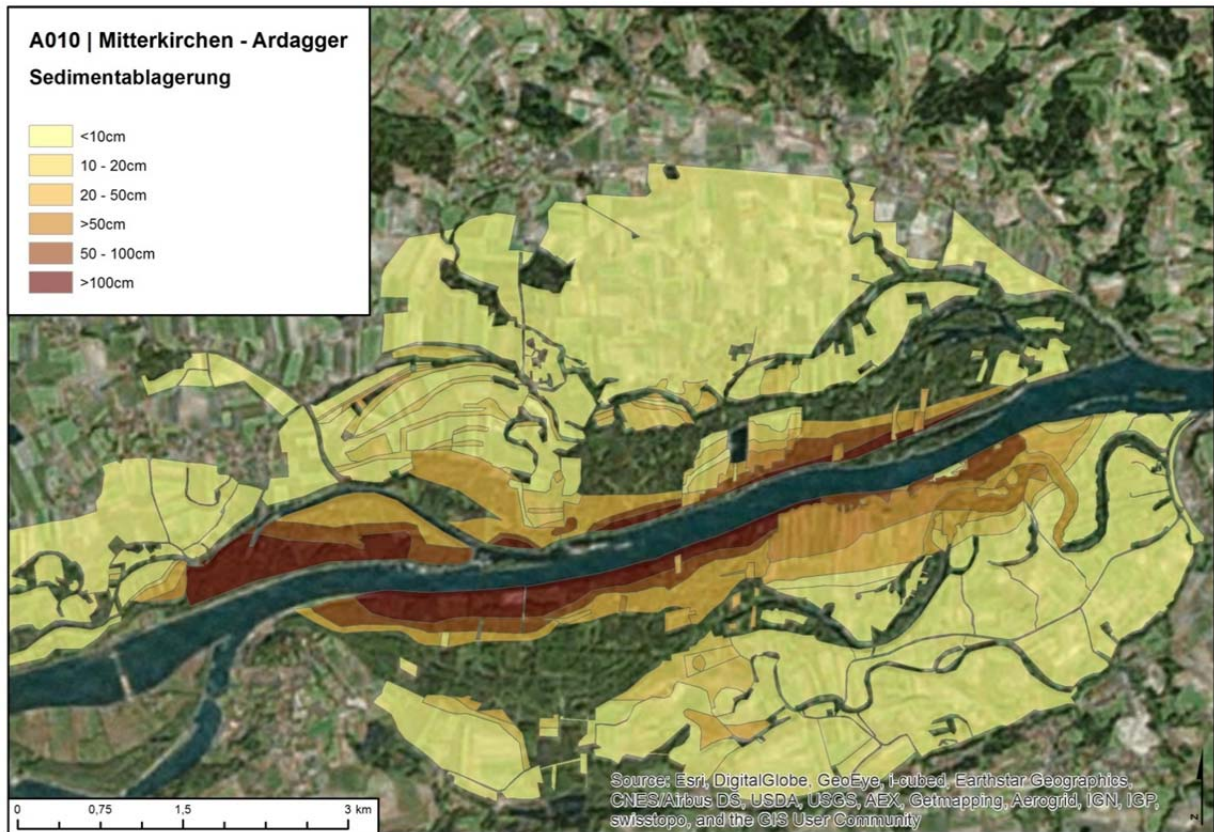 A010 | Mitterkirchen - Ardagger
Sedimentablagerung
<10cm
10 - 20cm
20 - 50cm
>50cm
50 - 100cm
>100cm
Source: Esri, DigitalGlobe, GeoEye, i-cubed, Earthstar Geographics,
CNES/Airbus DS, USDA, USGS, AEX, Getmapping, Aerogrid, IGN, IGP,
swisstopo, and the GIS User Community
0 0,75 1,5 3 km
N